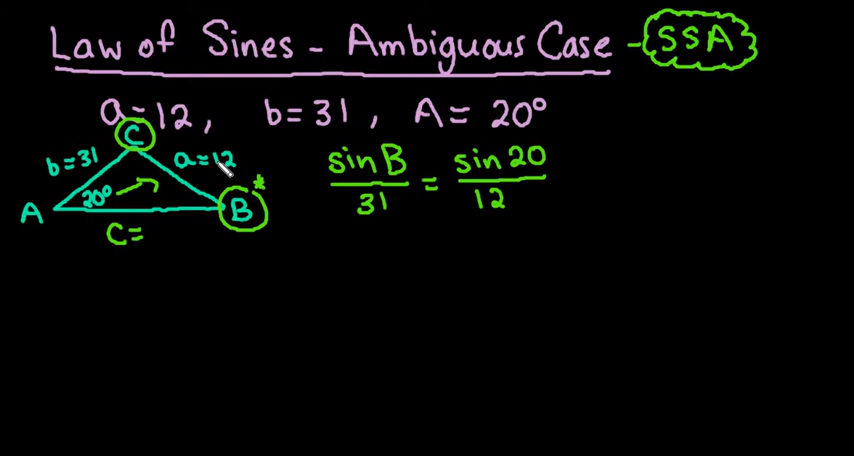 Law of Sines - Ambiguous Case - SSA
a=12, b=31, A=20°
C
b=31
a=12
sin B / 31 = sin 20 / 12
20°
*
A
B
C=